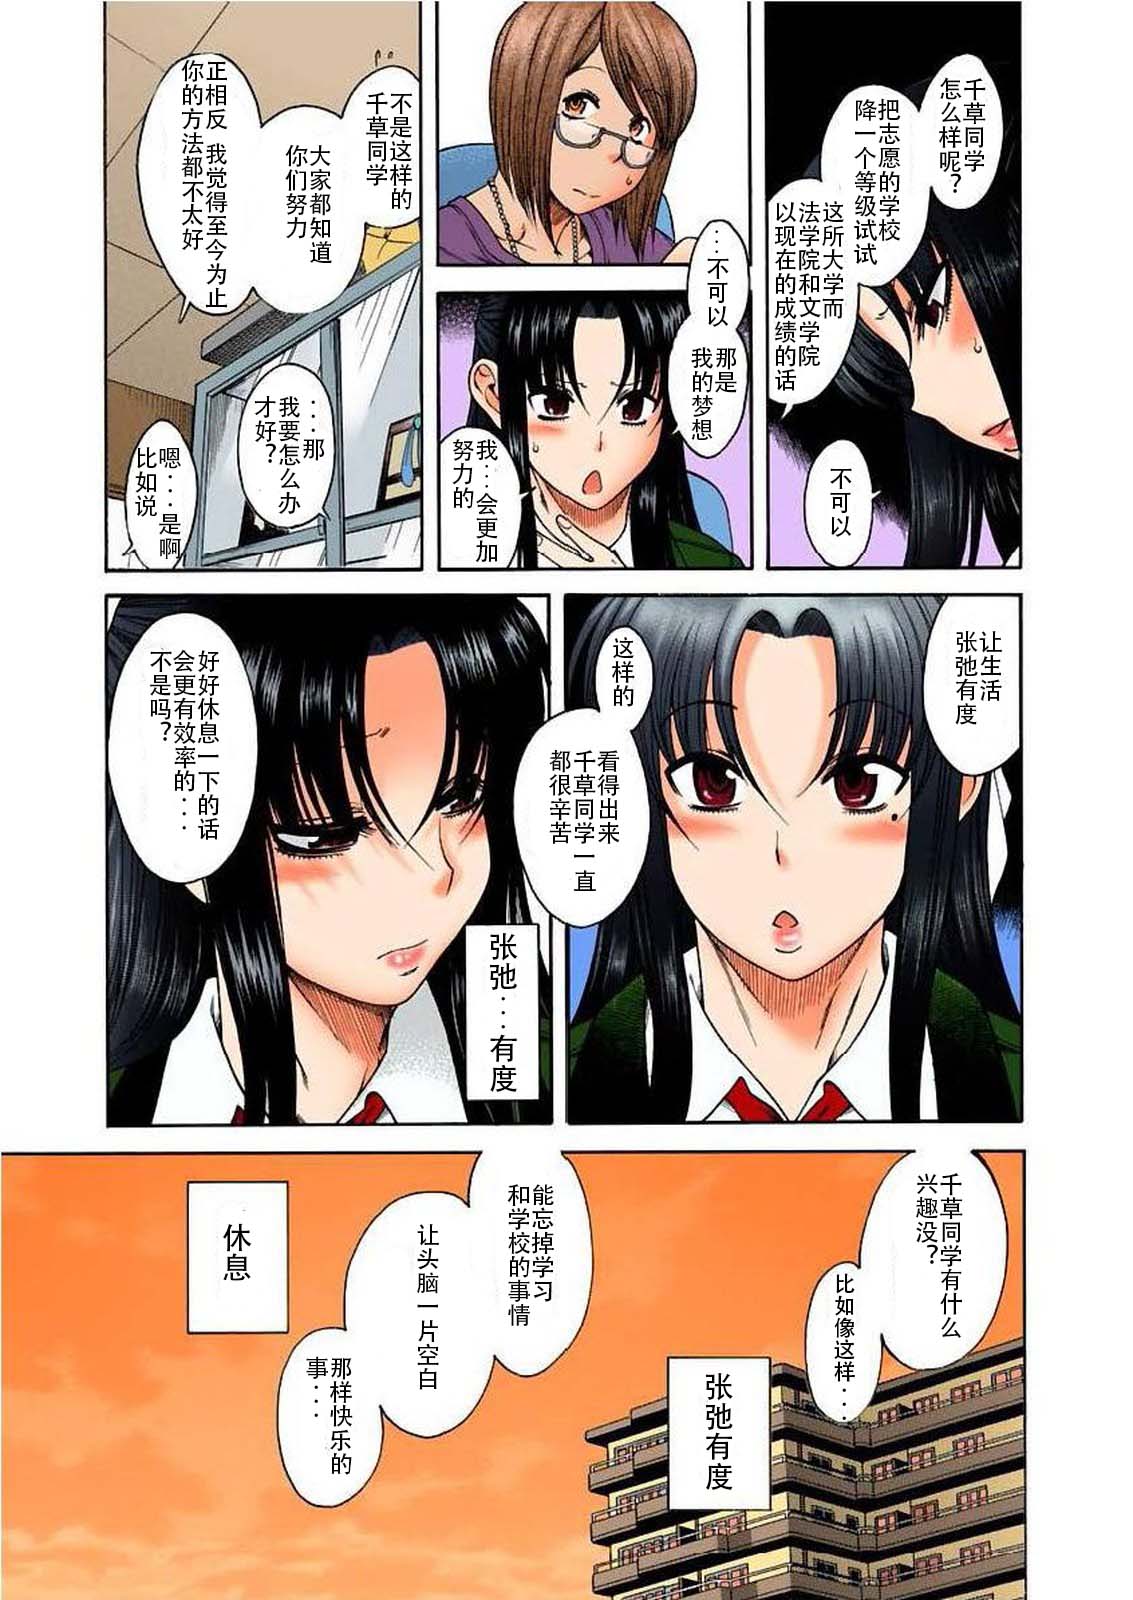 千草同学
怎么样呢？
把志愿的学校
降一个等级试试
这所大学而
法学院和文学院
以现在的成绩的话
不可以
...不可以
那是
我的梦想
我...会更加
努力的
不是这样的
千草同学
大家都知道
你们努力
正相反 我觉得至今为止
你的方法都不太好
...那
我要怎么办
才好？
嗯...是啊
比如说
让生活
张弛有度
这样的
看得出来
千草同学一直
都很辛苦
张弛...有度
好好休息一下的话
会更有效率的...
不是吗？
千草同学有什么
兴趣没？
比如像这样...
张弛有度
能忘掉学习
和学校的事情
让头脑一片空白
那样快乐的
事...
休息